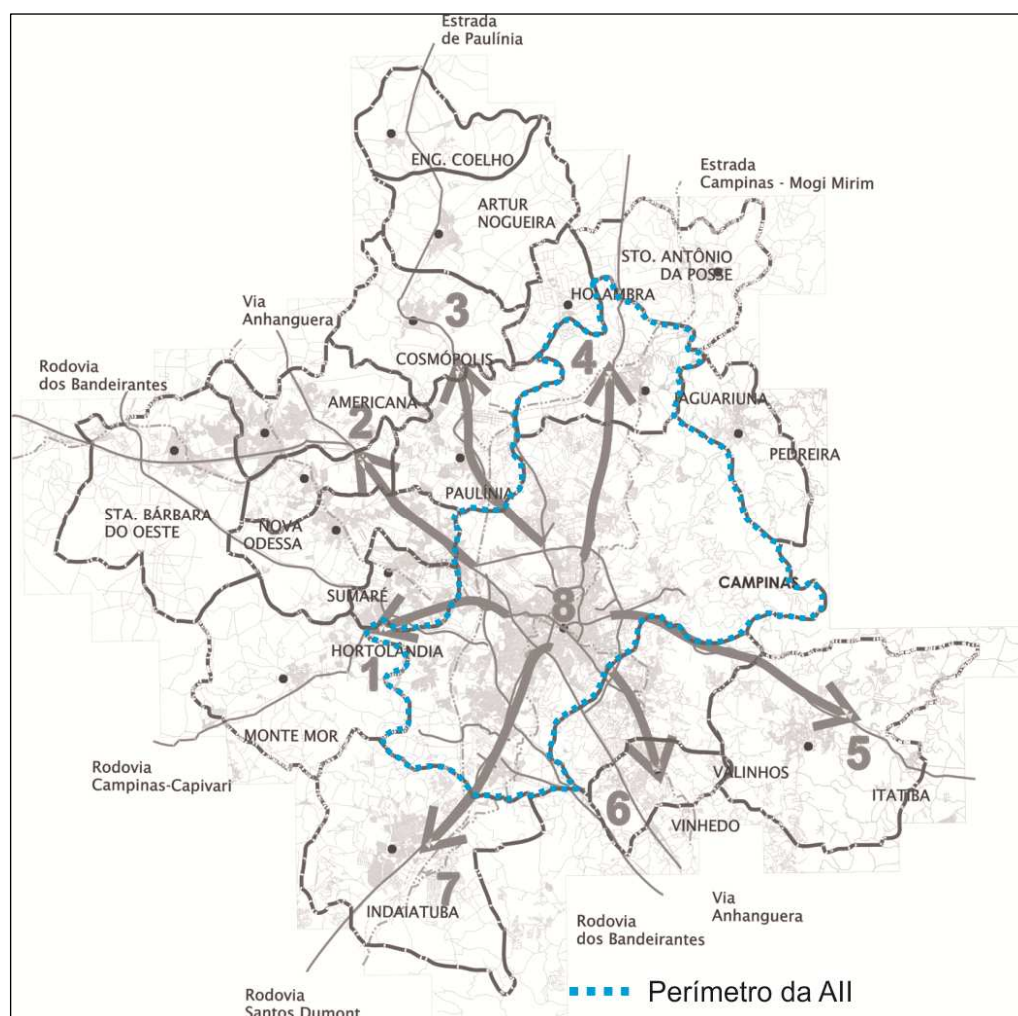 Estrada
de Paulínia
ENG. COELHO
Estrada
Campinas - Mogi Mirim
ARTUR
NOGUEIRA
STO. ANTÔNIO
DA POSSE
HOLAMBRA
Via
Anhanguera
3
4
COSMÓPOLIS
Rodovia
dos Bandeirantes
AMERICANA
JAGUARIUNA
2
PEDREIRA
PAULÍNIA
STA. BÁRBARA
DO OESTE
NOVA
ODESSA
CAMPINAS
SUMARÉ
8
HORTOLANDIA
1
MONTE MOR
5
VALINHOS
ITATIBA
Rodovia
Campinas-Capivari
6
VINHEDO
7
INDAIATUBA
Via
Anhanguera
Rodovia
dos Bandeirantes
Rodovia
Santos Dumont
Perímetro da AII